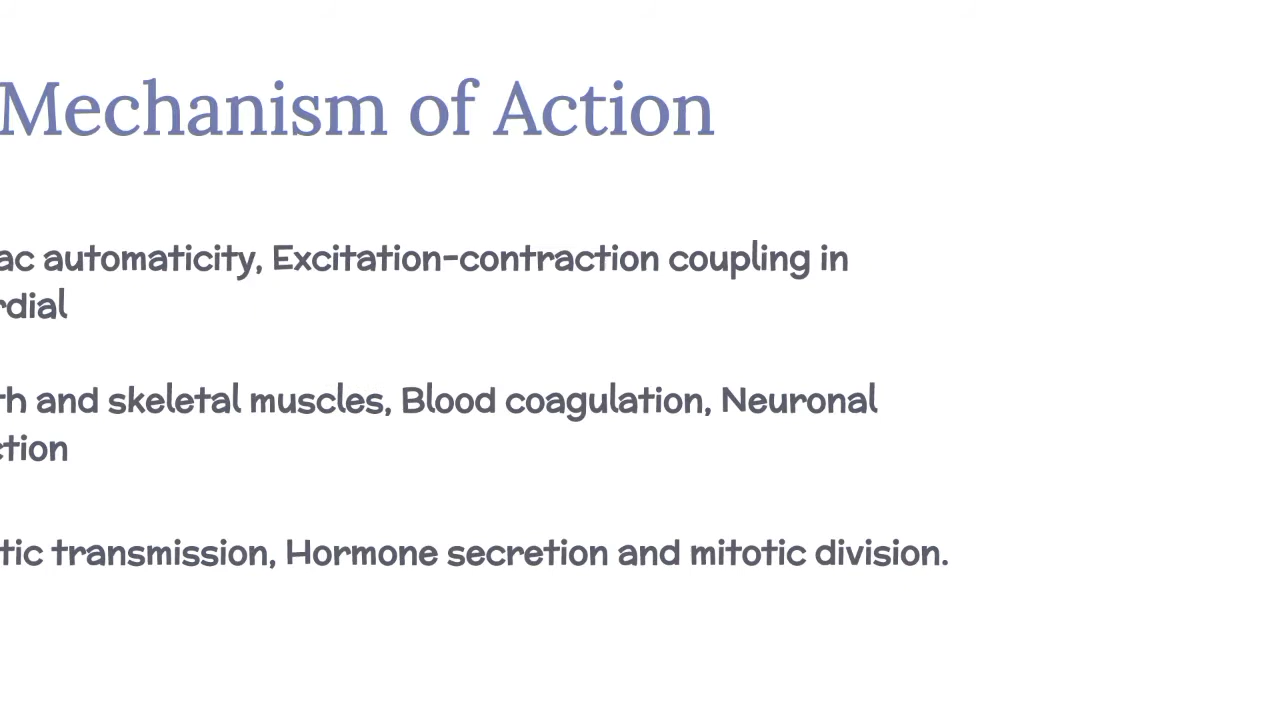 Mechanism of Action
ac automaticity, Excitation-contraction coupling in
rdial
th and skeletal muscles, Blood coagulation, Neuronal
ction
tic transmission, Hormone secretion and mitotic division.